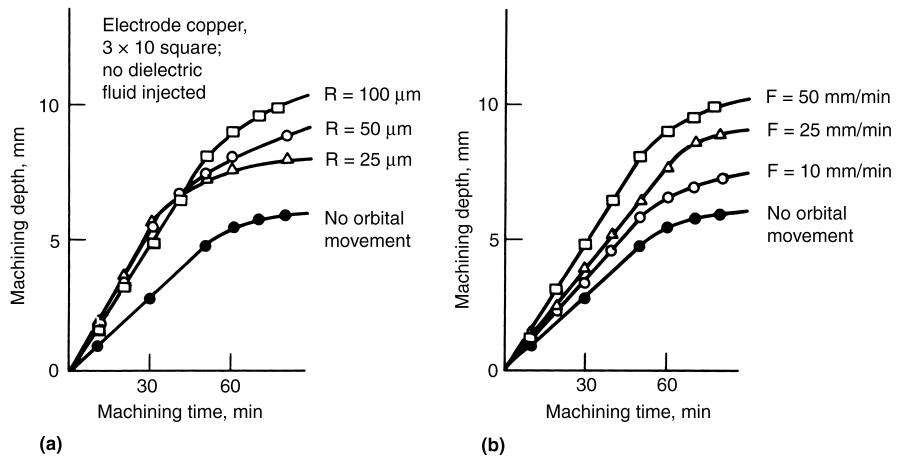 Electrode copper,
3 × 10 square;
no dielectric
fluid injected
10
5
0
Machining depth, mm
R = 100 μm
R = 50 μm
R = 25 μm
No orbital
movement
30
60
Machining time, min
(a)
10
5
0
Machining depth, mm
F = 50 mm/min
F = 25 mm/min
F = 10 mm/min
No orbital
movement
30
60
Machining time, min
(b)